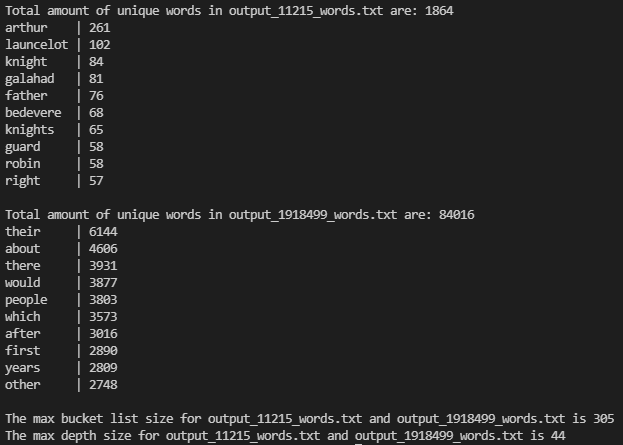 Total amount of unique words in output_11215_words.txt are: 1864
arthur | 261
launcelot | 102
knight | 84
galahad | 81
father | 76
bedevere | 68
knights | 65
guard | 58
robin | 58
right | 57
Total amount of unique words in output_1918499_words.txt are: 84016
their | 6144
about | 4606
there | 3931
would | 3877
people | 3803
which | 3573
after | 3016
first | 2890
years | 2809
other | 2748
The max bucket list size for output_11215_words.txt and output_1918499_words.txt is 305
The max depth size for output_11215_words.txt and output_1918499_words.txt is 44